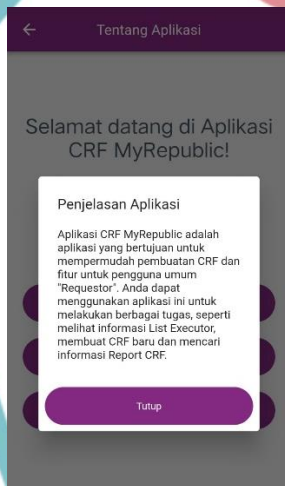 Tentang Aplikasi
Selamat datang di Aplikasi
CRF MyRepublic!
Penjelasan Aplikasi
Aplikasi CRF MyRepublic adalah
aplikasi yang bertujuan untuk
mempermudah pembuatan CRF dan
fitur untuk pengguna umum
"Requestor". Anda dapat
menggunakan aplikasi ini untuk
melakukan berbagai tugas, seperti
melihat informasi List Executor,
membuat CRF baru dan mencari
informasi Report CRF.
Tutup